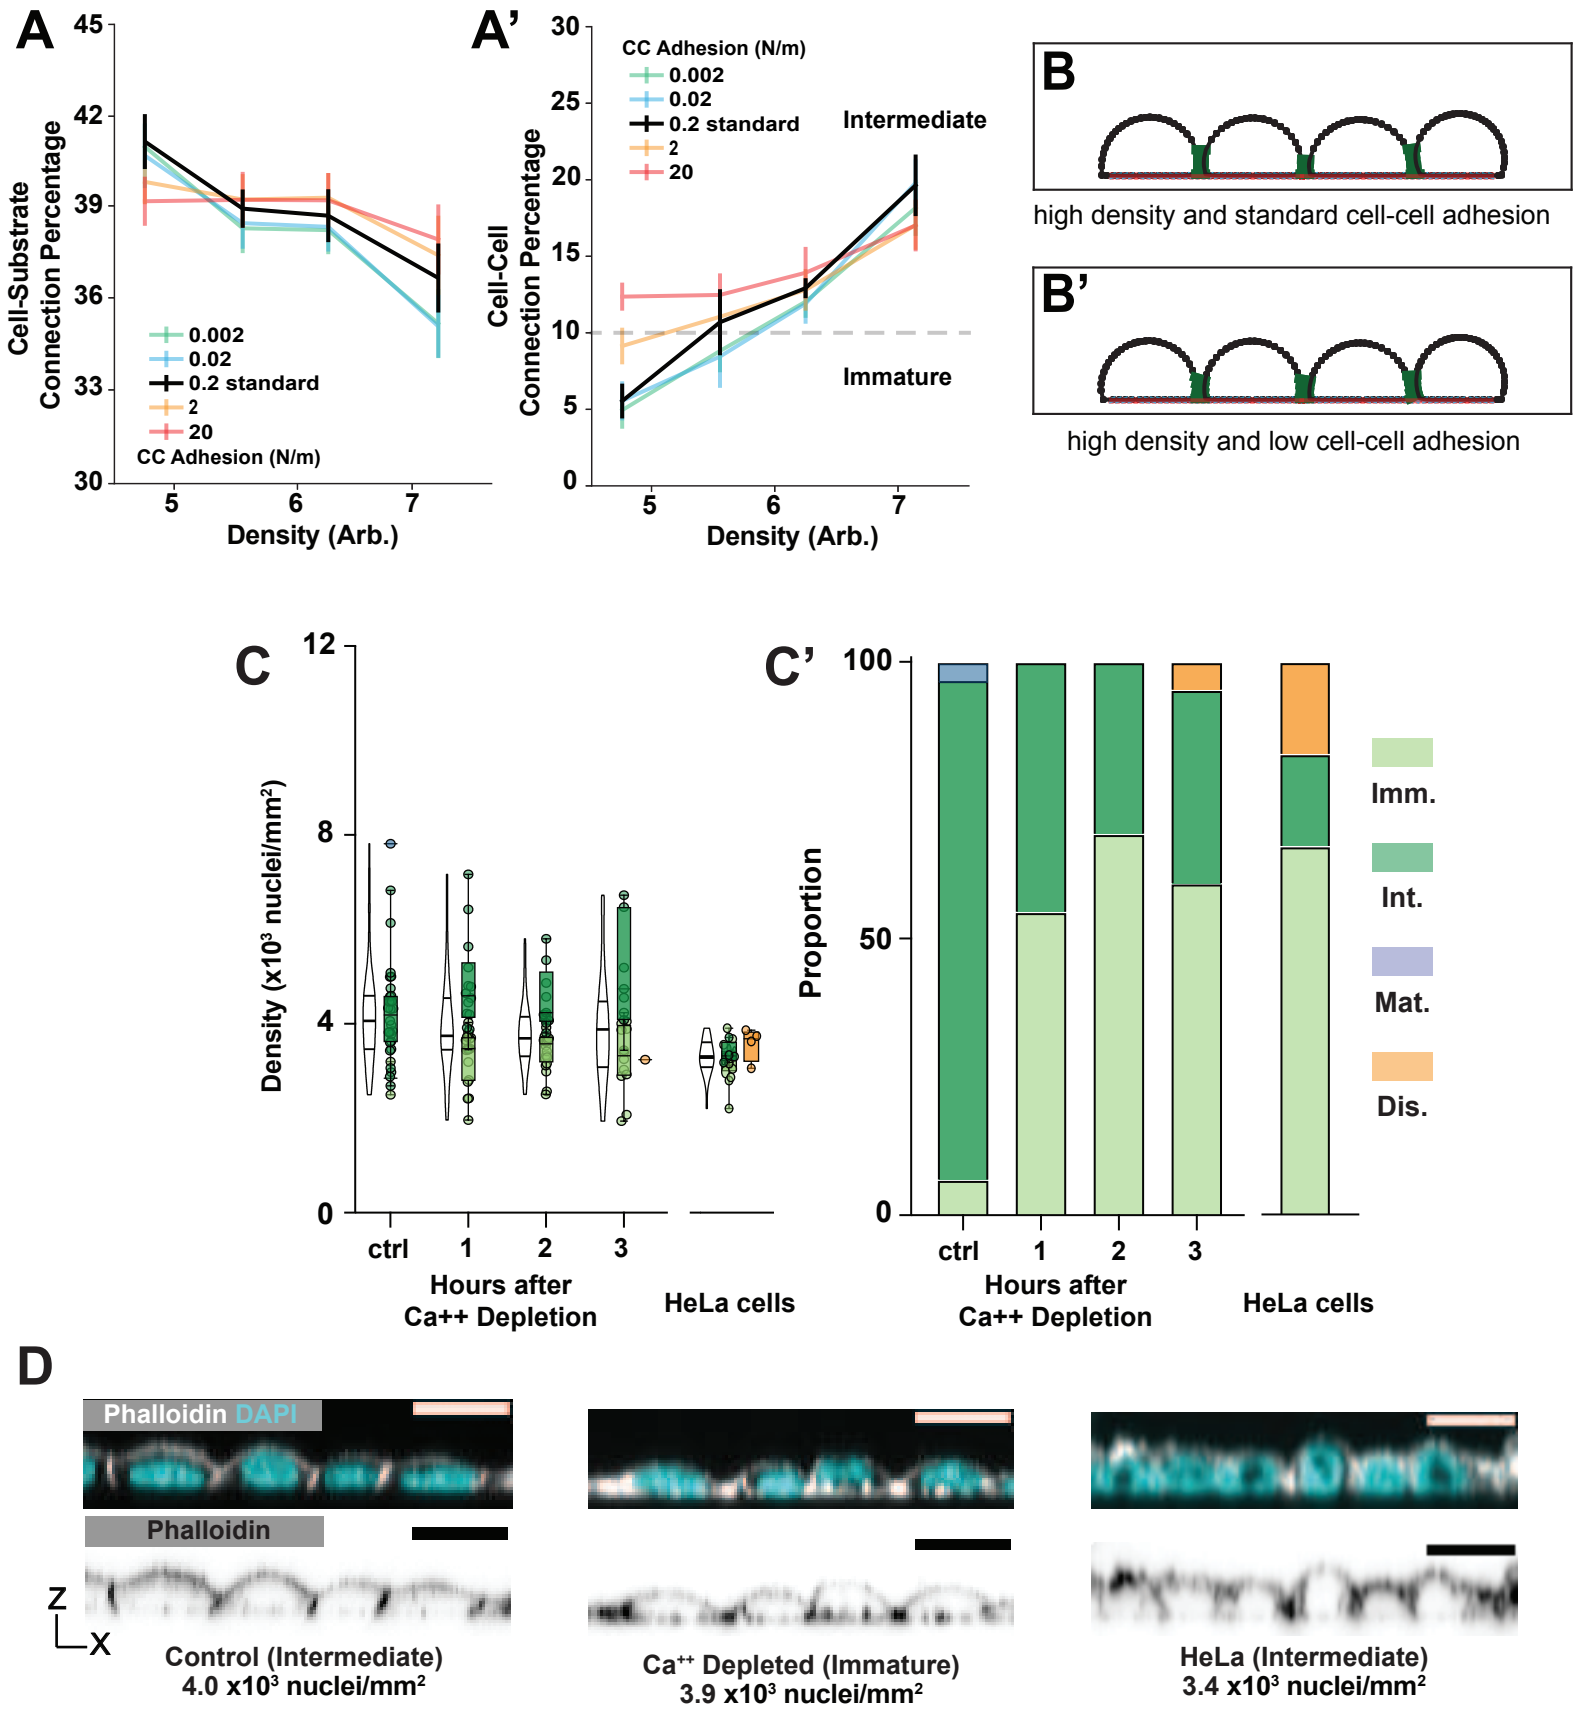 A
45
42
39
36
33
30
Cell-Substrate
Connection Percentage
0.002
0.02
0.2 standard
2
20
CC Adhesion (N/m)
5
6
7
Density (Arb.)
A’
30
25
20
15
10
5
0
Cell-Cell
Connection Percentage
CC Adhesion (N/m)
0.002
0.02
0.2 standard
2
20
Intermediate
Immature
5
6
7
Density (Arb.)
B
high density and standard cell-cell adhesion
B’
high density and low cell-cell adhesion
C
12
8
4
0
Density (x10³ nuclei/mm²)
ctrl
1
2
3
Hours after
Ca++ Depletion
HeLa cells
C’
100
50
0
Proportion
ctrl
1
2
3
Hours after
Ca++ Depletion
HeLa cells
Imm.
Int.
Mat.
Dis.
D
Phalloidin DAPI
Phalloidin
Z
X
Control (Intermediate)
4.0 x10³ nuclei/mm²
Ca⁺⁺ Depleted (Immature)
3.9 x10³ nuclei/mm²
HeLa (Intermediate)
3.4 x10³ nuclei/mm²